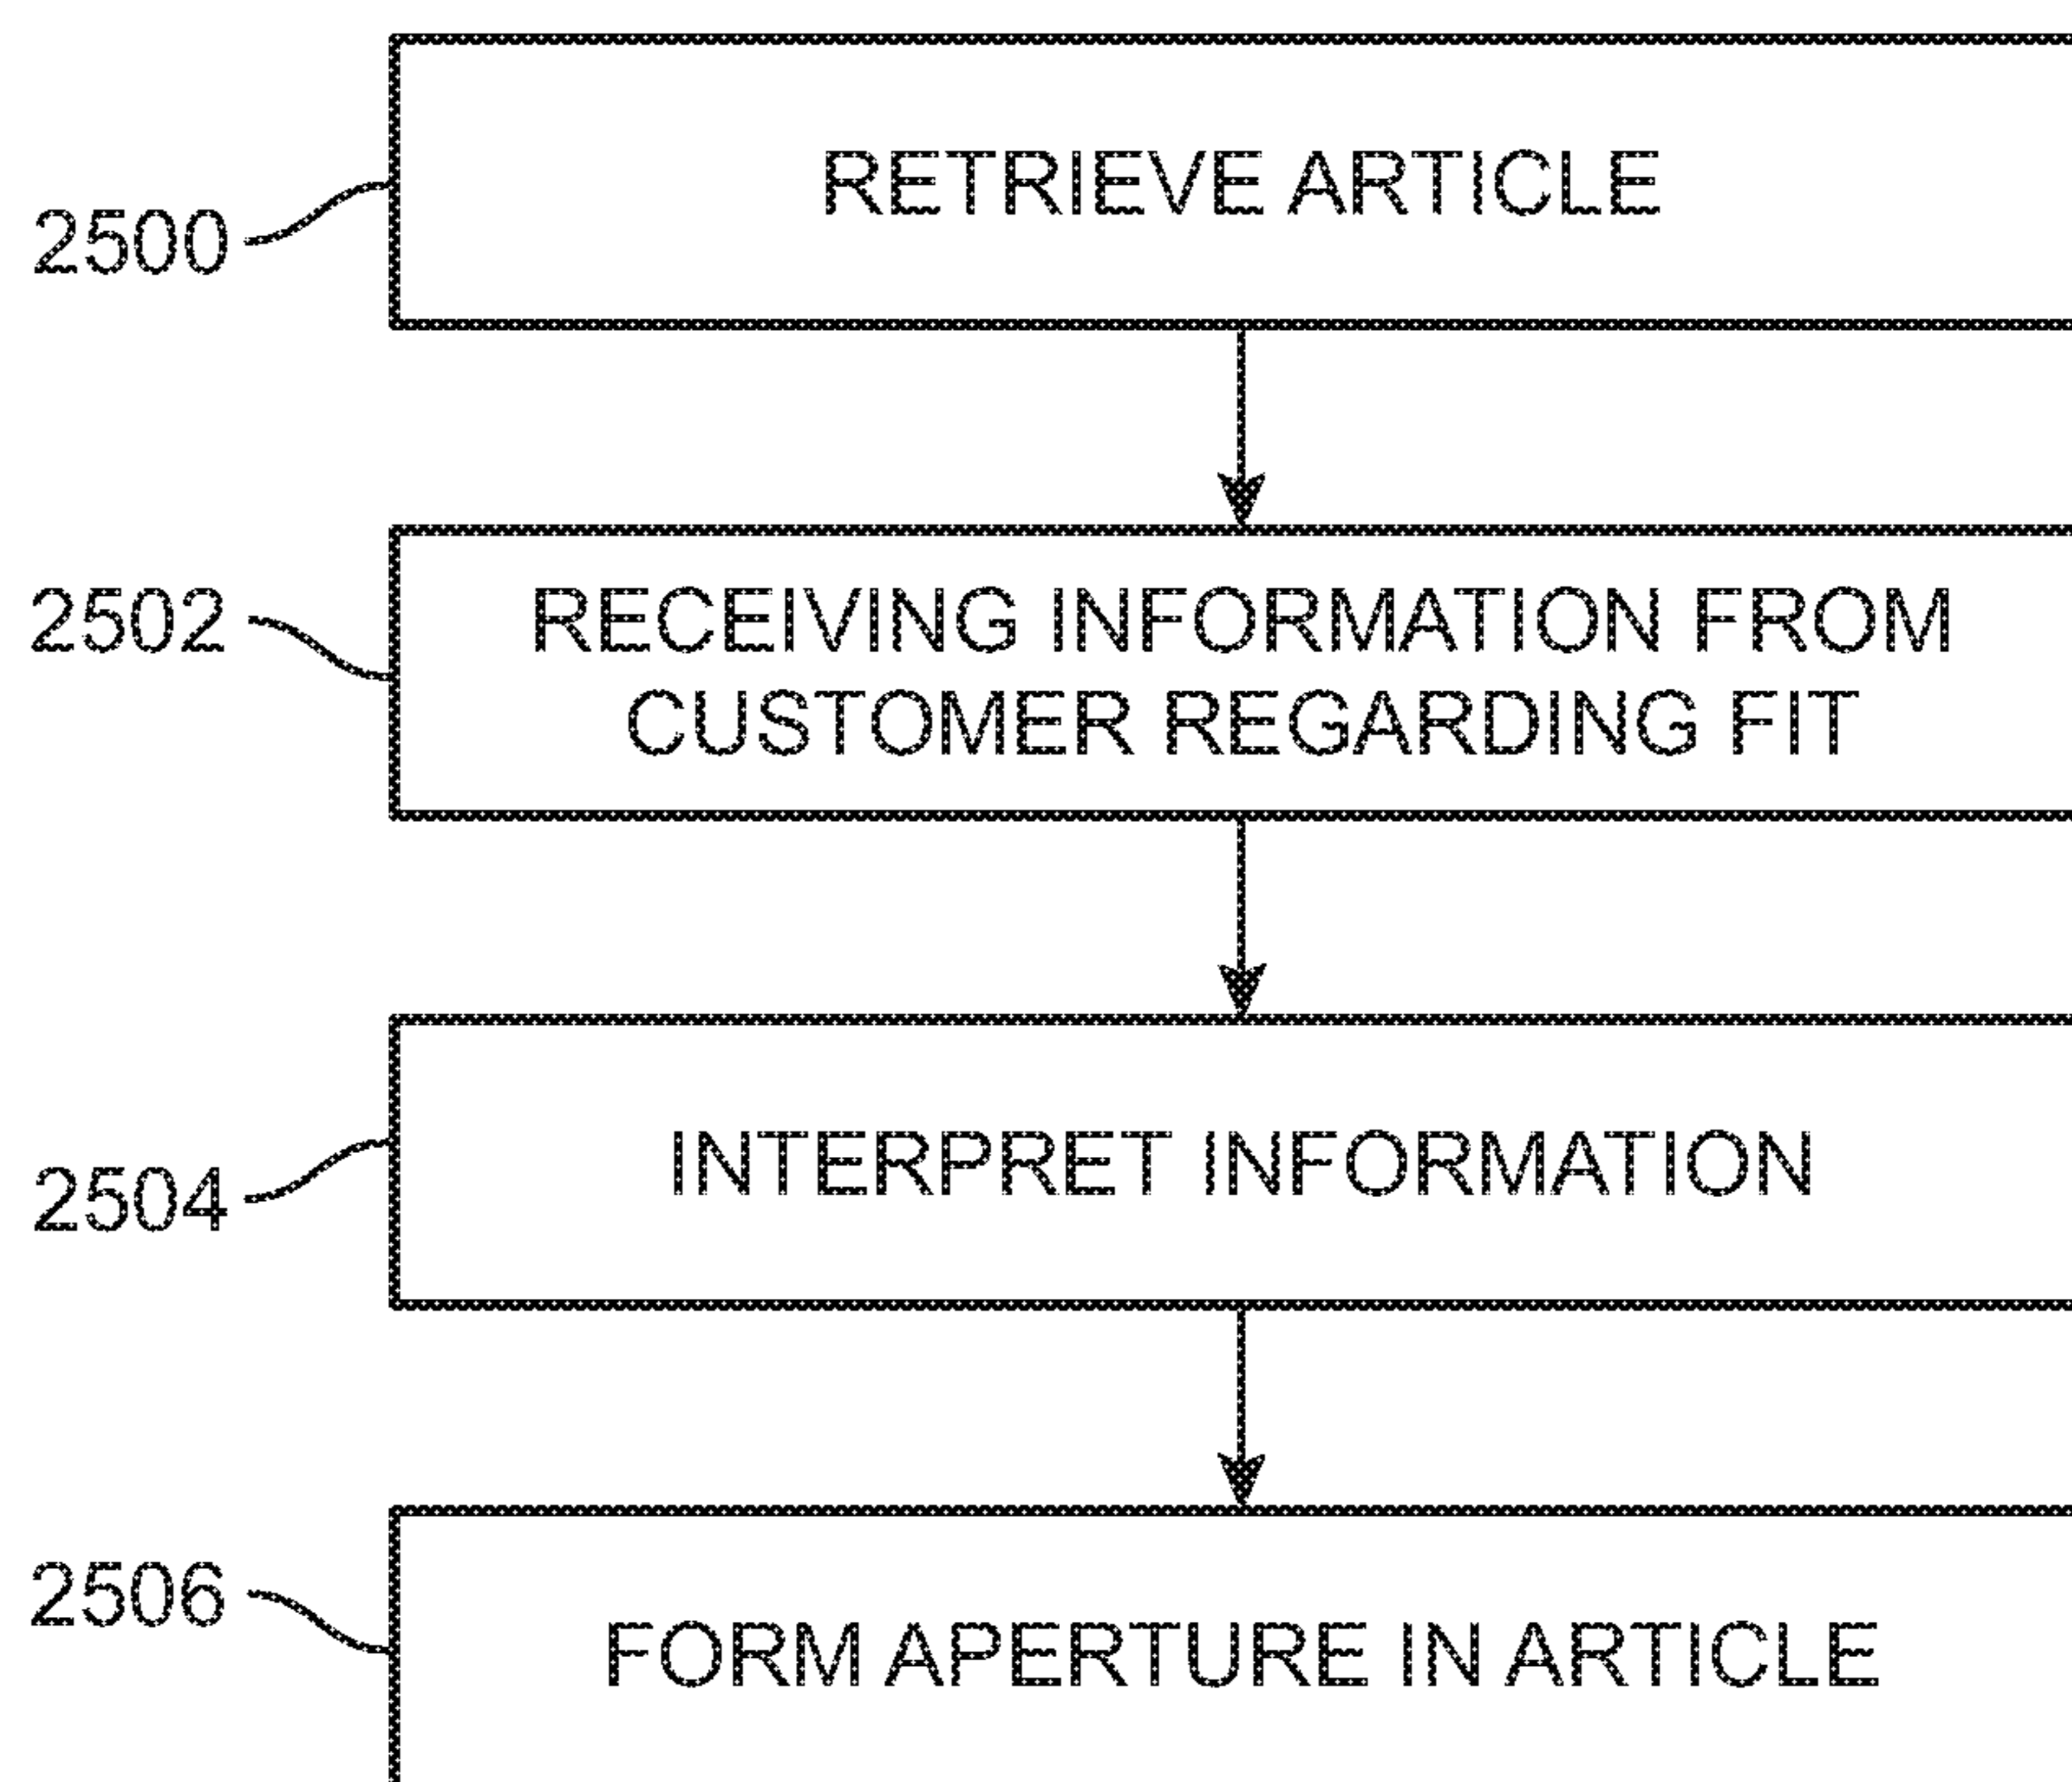 2500
RETRIEVE ARTICLE
2502
RECEIVING INFORMATION FROM
CUSTOMER REGARDING FIT
2504
INTERPRET INFORMATION
2506
FORM APERTURE IN ARTICLE